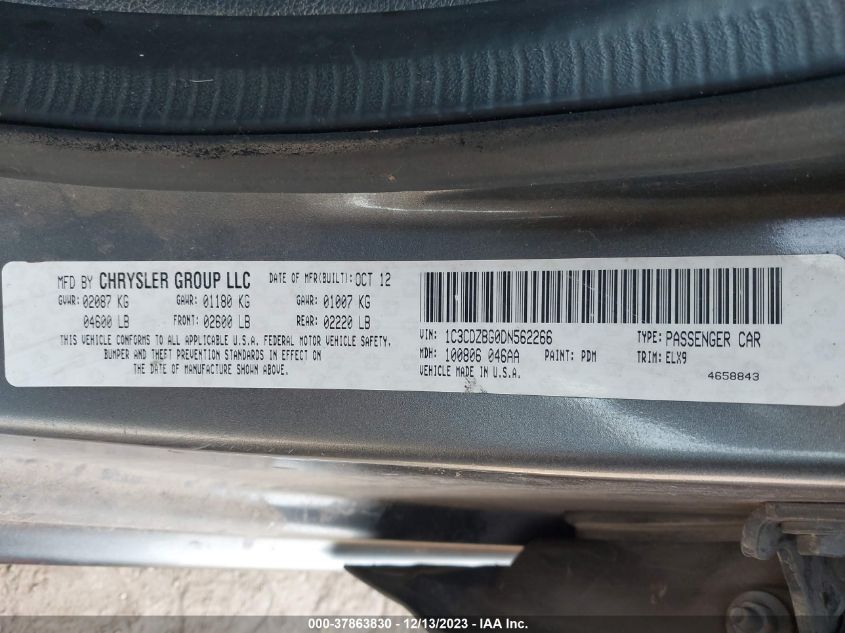 MFD BY CHRYSLER GROUP LLC DATE OF MFR(BUILT): OCT 12
GVWR: 02087 KG GAWR: 01180 KG GAWR: 01007 KG
04600 LB FRONT: 02600 LB REAR: 02220 LB
THIS VEHICLE CONFORMS TO ALL APPLICABLE U.S.A. FEDERAL MOTOR VEHICLE SAFETY,
BUMPER AND THEFT PREVENTION STANDARDS IN EFFECT ON
THE DATE OF MANUFACTURE SHOWN ABOVE.
VIN: 1C3CDZBG0DN562266 TYPE: PASSENGER CAR
MDH: 100806 046AA PAINT: PDM TRIM: ELX9
VEHICLE MADE IN U.S.A. 4658843
000-37863830 - 12/13/2023 - IAA Inc.